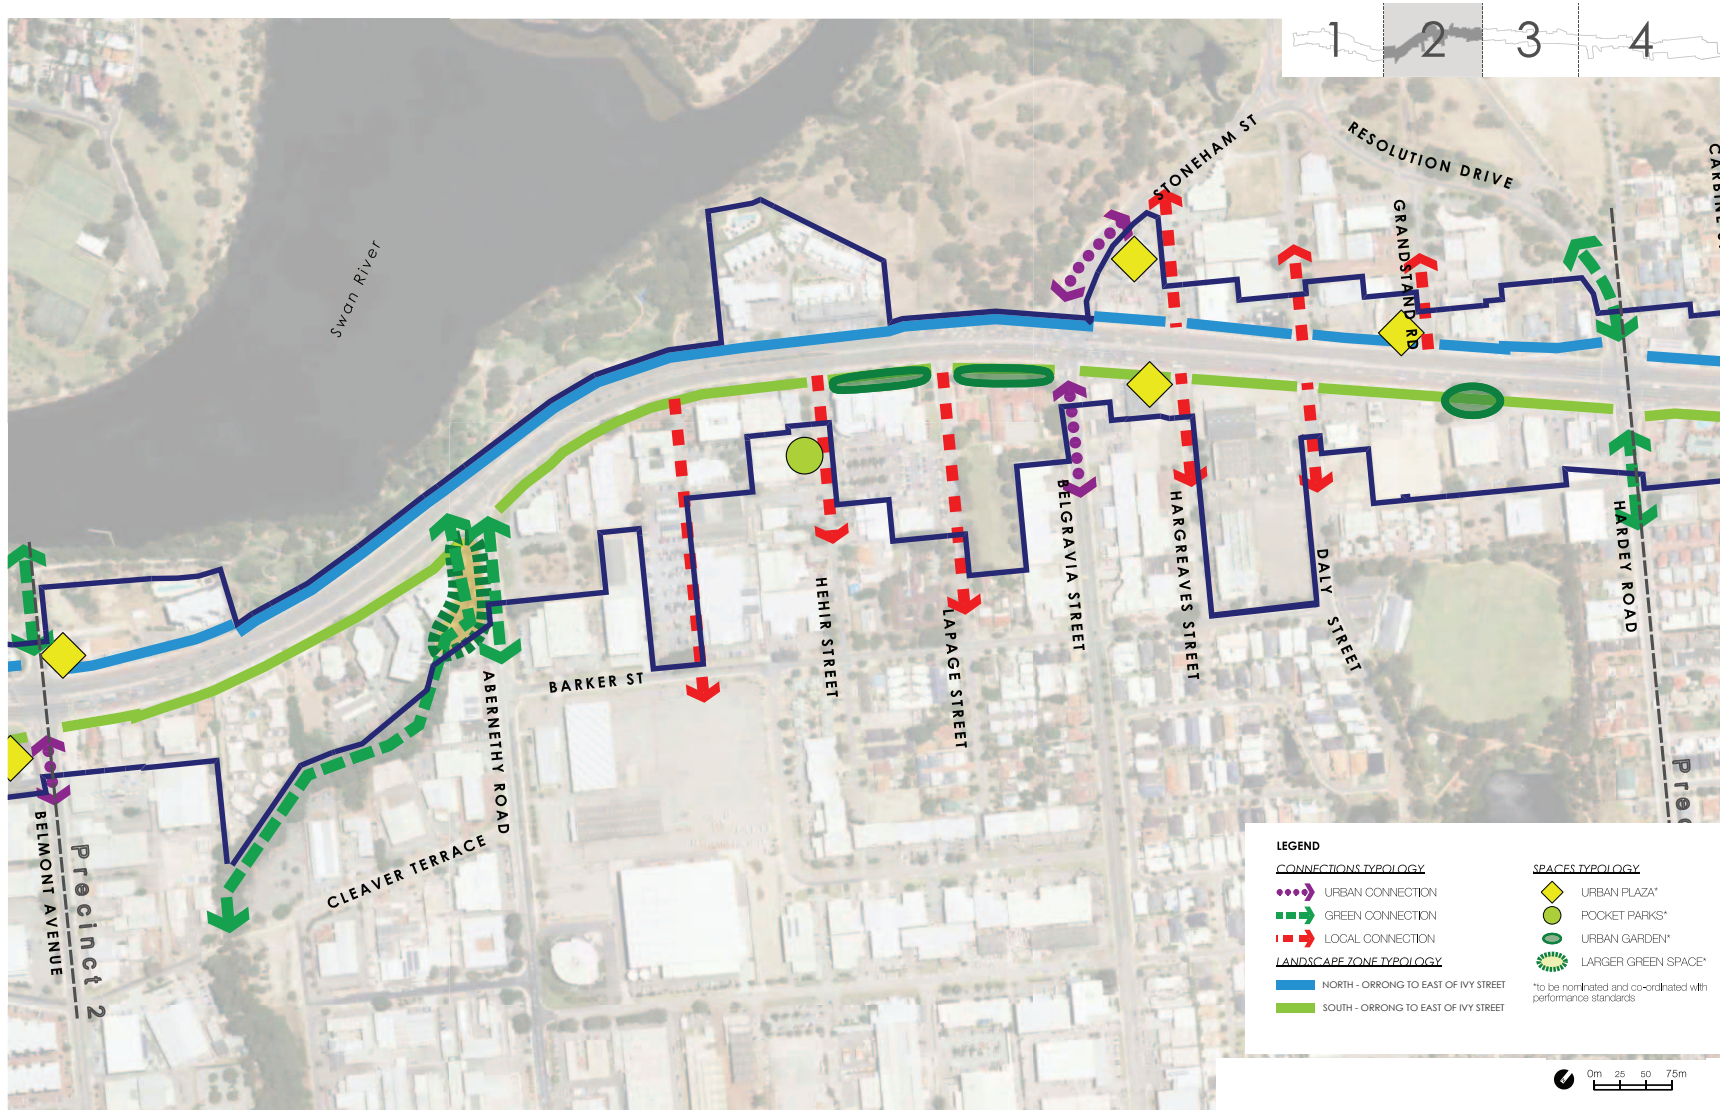 1
2
3
4
STONEHAM ST
RESOLUTION DRIVE
GRANDSTAND RD
Swan River
BELGRAVIA STREET
HARGREAVES STREET
HARDEY ROAD
DALY STREET
HEHIR STREET
LAPAGE STREET
BARKER ST
ABERNETHY ROAD
CLEAVER TERRACE
BELMONT AVENUE
Precinct 2
LEGEND
CONNECTIONS TYPOLOGY
URBAN CONNECTION
GREEN CONNECTION
LOCAL CONNECTION
LANDSCAPE ZONE TYPOLOGY
NORTH - ORRONG TO EAST OF IVY STREET
SOUTH - ORRONG TO EAST OF IVY STREET
SPACES TYPOLOGY
URBAN PLAZA*
POCKET PARKS*
URBAN GARDEN*
LARGER GREEN SPACE*
*to be nominated and co-ordinated with
performance standards
0m 25 50 75m